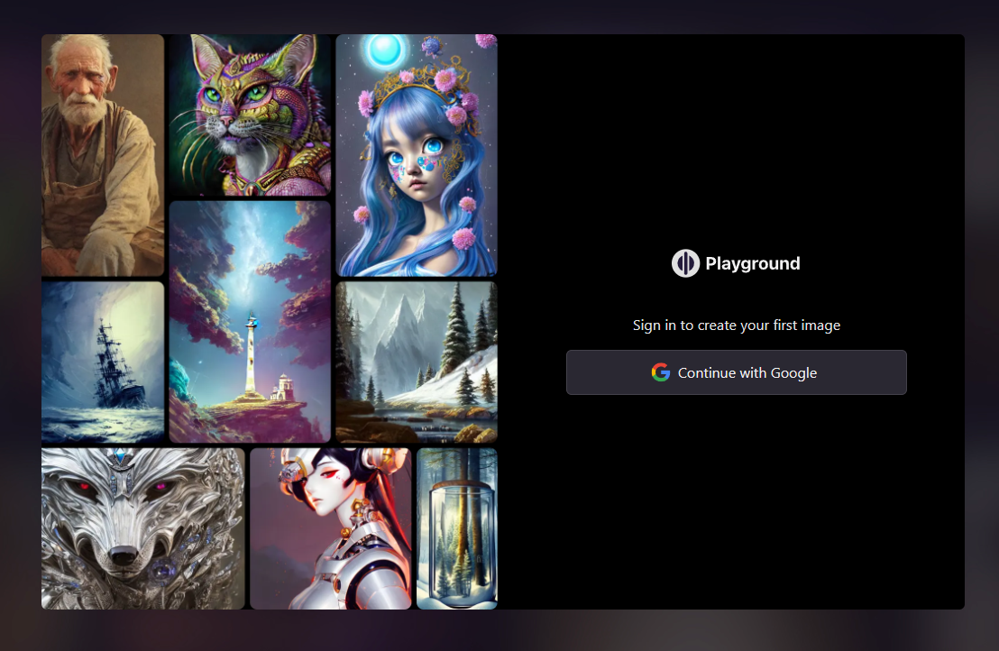 Playground
Sign in to create your first image
Continue with Google